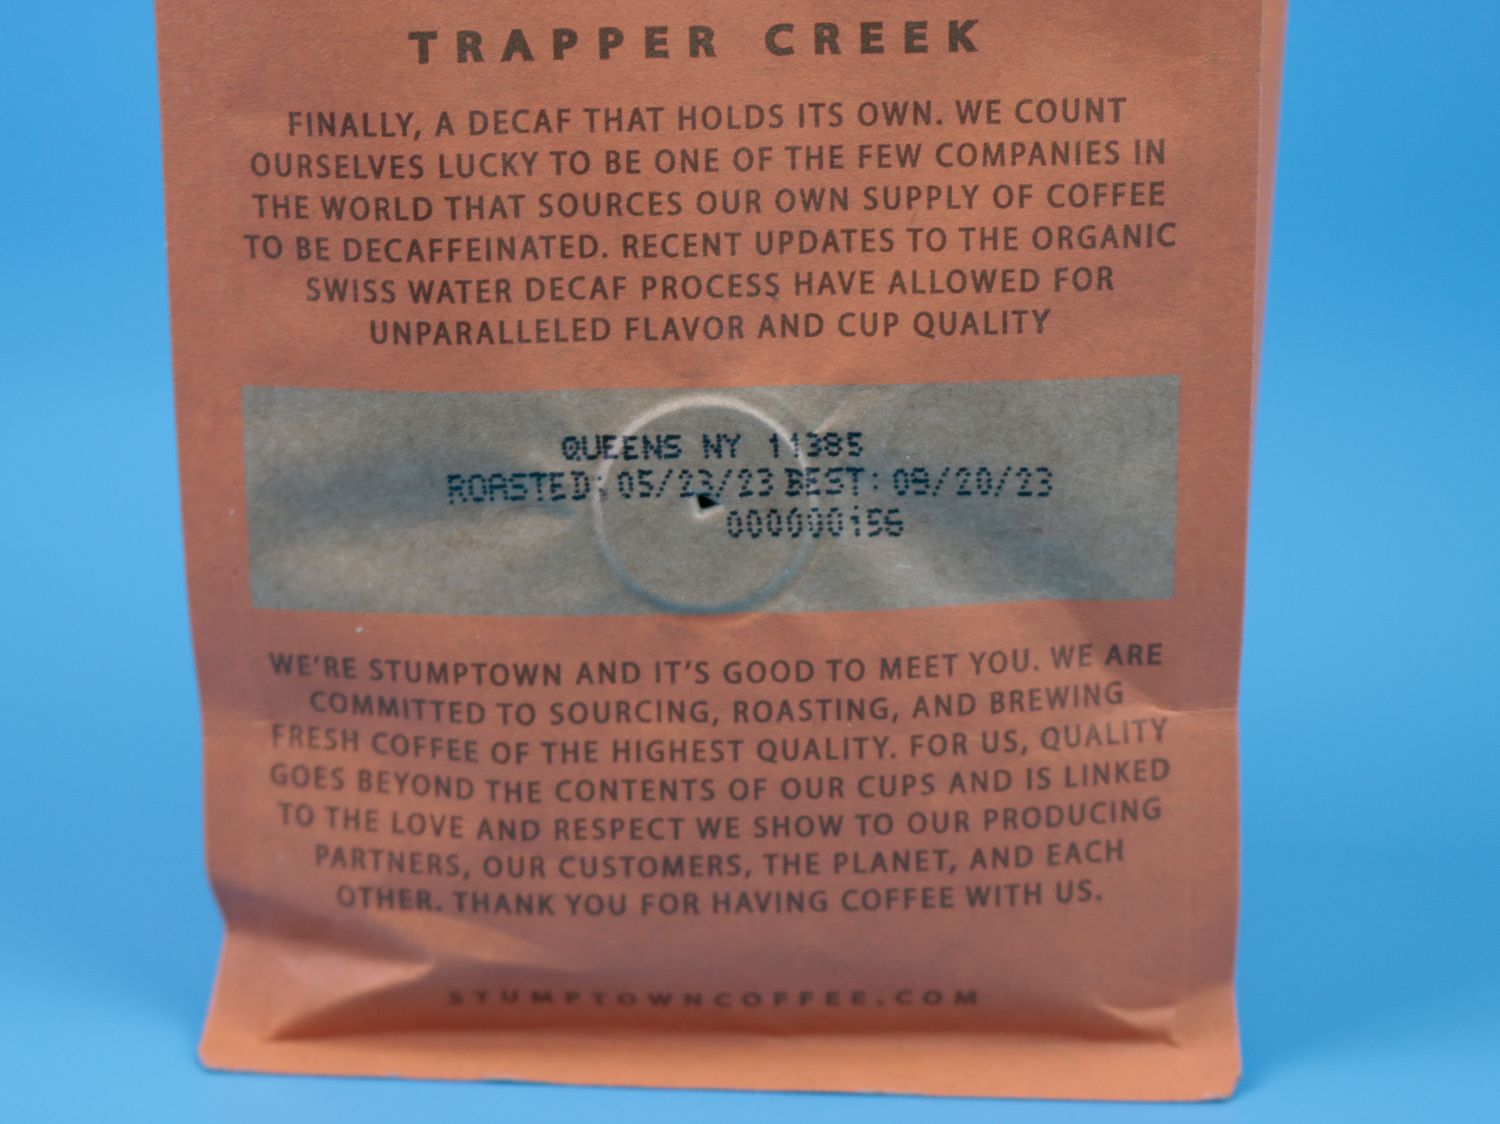 TRAPPER CREEK
FINALLY, A DECAF THAT HOLDS ITS OWN. WE COUNT
OURSELVES LUCKY TO BE ONE OF THE FEW COMPANIES IN
THE WORLD THAT SOURCES OUR OWN SUPPLY OF COFFEE
TO BE DECAFFEINATED. RECENT UPDATES TO THE ORGANIC
SWISS WATER DECAF PROCESS HAVE ALLOWED FOR
UNPARALLELED FLAVOR AND CUP QUALITY
QUEENS NY 11385
ROASTED: 05/23/23 BEST: 09/20/23
WE'RE STUMPTOWN AND IT'S GOOD TO MEET YOU. WE ARE
COMMITTED TO SOURCING, ROASTING, AND BREWING
FRESH COFFEE OF THE HIGHEST QUALITY. FOR US, QUALITY
GOES BEYOND THE CONTENTS OF OUR CUPS AND IS LINKED
TO THE LOVE AND RESPECT WE SHOW TO OUR PRODUCING
PARTNERS, OUR CUSTOMERS, THE PLANET, AND EACH
OTHER. THANK YOU FOR HAVING COFFEE WITH US.
STUMPTOWNCOFFEE.COM